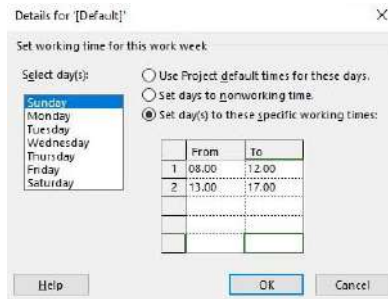 Details for '[Default]'
Set working time for this work week
Select day(s):
Sunday
Monday
Tuesday
Wednesday
Thursday
Friday
Saturday
Use Project default times for these days.
Set days to nonworking time.
Set day(s) to these specific working times:
From To
1 08.00 12.00
2 13.00 17.00
Help OK Cancel